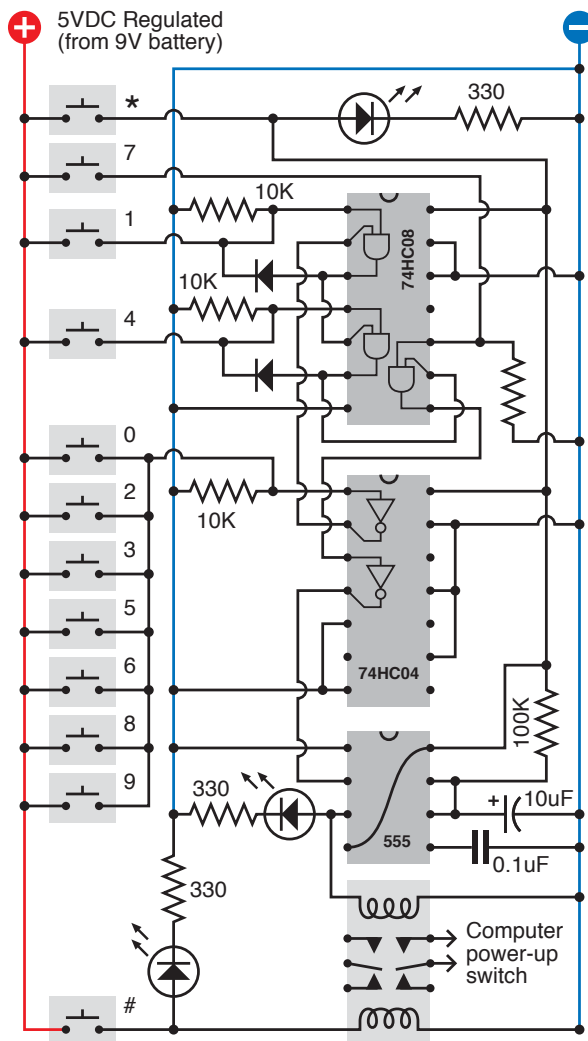 5VDC Regulated
(from 9V battery)
*
330
7
10K
1
74HC08
10K
4
0
10K
2
3
5
6
74HC04
8
100K
9
330
+
10uF
555
0.1uF
330
Computer
power-up
switch
#